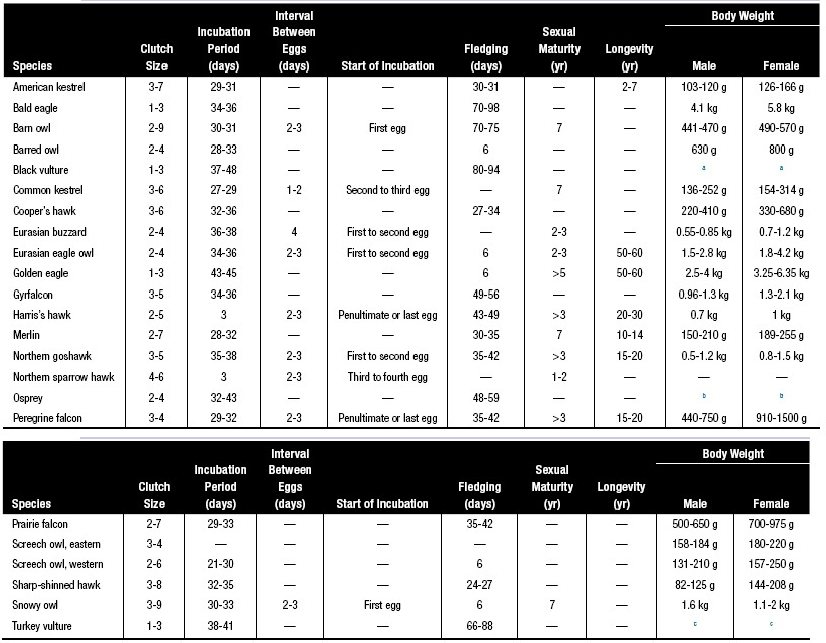 Interval Body Weight
Incubation Between Sexual
Clutch Period Eggs Fledging Maturity Longevity
Species Size (days) (days) Start of Incubation (days) (yr) (yr) Male Female
American kestrel 3-7 29-31 — — 30-31 — 2-7 103-120 g 126-166 g
Bald eagle 1-3 34-36 — — 70-98 — — 4.1 kg 5.8 kg
Barn owl 2-9 30-31 2-3 First egg 70-75 7 — 441-470 g 490-570 g
Barred owl 2-4 28-33 — — 6 — — 630 g 800 g
Black vulture 1-3 37-48 — — 80-94 — — a a
Common kestrel 3-6 27-29 1-2 Second to third egg — 7 — 136-252 g 154-314 g
Cooper's hawk 3-6 32-36 — — 27-34 — — 220-410 g 330-680 g
Eurasian buzzard 2-4 36-38 4 First to second egg — 2-3 — 0.55-0.85 kg 0.7-1.2 kg
Eurasian eagle owl 2-4 34-36 2-3 First to second egg 6 2-3 50-60 1.5-2.8 kg 1.8-4.2 kg
Golden eagle 1-3 43-45 — — 6 >5 50-60 2.5-4 kg 3.25-6.35 kg
Gyrfalcon 3-5 34-36 — — 49-56 — — 0.96-1.3 kg 1.3-2.1 kg
Harris's hawk 2-5 3 2-3 Penultimate or last egg 43-49 >3 20-30 0.7 kg 1 kg
Merlin 2-7 28-32 — — 30-35 7 10-14 150-210 g 189-255 g
Northern goshawk 3-5 35-38 2-3 First to second egg 35-42 >3 15-20 0.5-1.2 kg 0.8-1.5 kg
Northern sparrow hawk 4-6 3 2-3 Third to fourth egg — 1-2 — — —
Osprey 2-4 32-43 — — 48-59 — — b b
Peregrine falcon 3-4 29-32 2-3 Penultimate or last egg 35-42 >3 15-20 440-750 g 910-1500 g
Interval Body Weight
Incubation Between Sexual
Clutch Period Eggs Fledging Maturity Longevity
Species Size (days) (days) Start of Incubation (days) (yr) (yr) Male Female
Prairie falcon 2-7 29-33 — — 35-42 — — 500-650 g 700-975 g
Screech owl, eastern 3-4 — — — — — — 158-184 g 180-220 g
Screech owl, western 2-6 21-30 — — 6 — — 131-210 g 157-250 g
Sharp-shinned hawk 3-8 32-35 — — 24-27 — — 82-125 g 144-208 g
Snowy owl 3-9 30-33 2-3 First egg 6 7 — 1.6 kg 1.1-2 kg
Turkey vulture 1-3 38-41 — — 66-88 — — c c